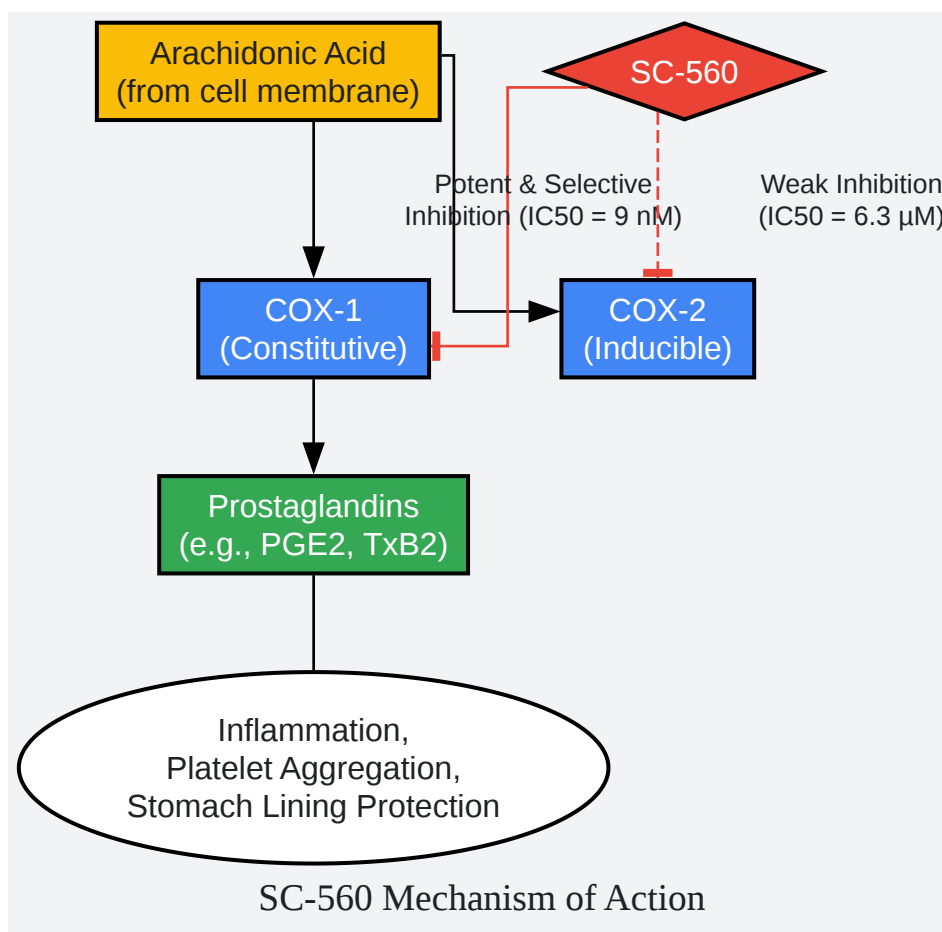 Arachidonic Acid
(from cell membrane)
SC-560
Potent & Selective
Inhibition (IC50 = 9 nM)
Weak Inhibition
(IC50 = 6.3 µM)
COX-1
(Constitutive)
COX-2
(Inducible)
Prostaglandins
(e.g., PGE2, TxB2)
Inflammation,
Platelet Aggregation,
Stomach Lining Protection
SC-560 Mechanism of Action